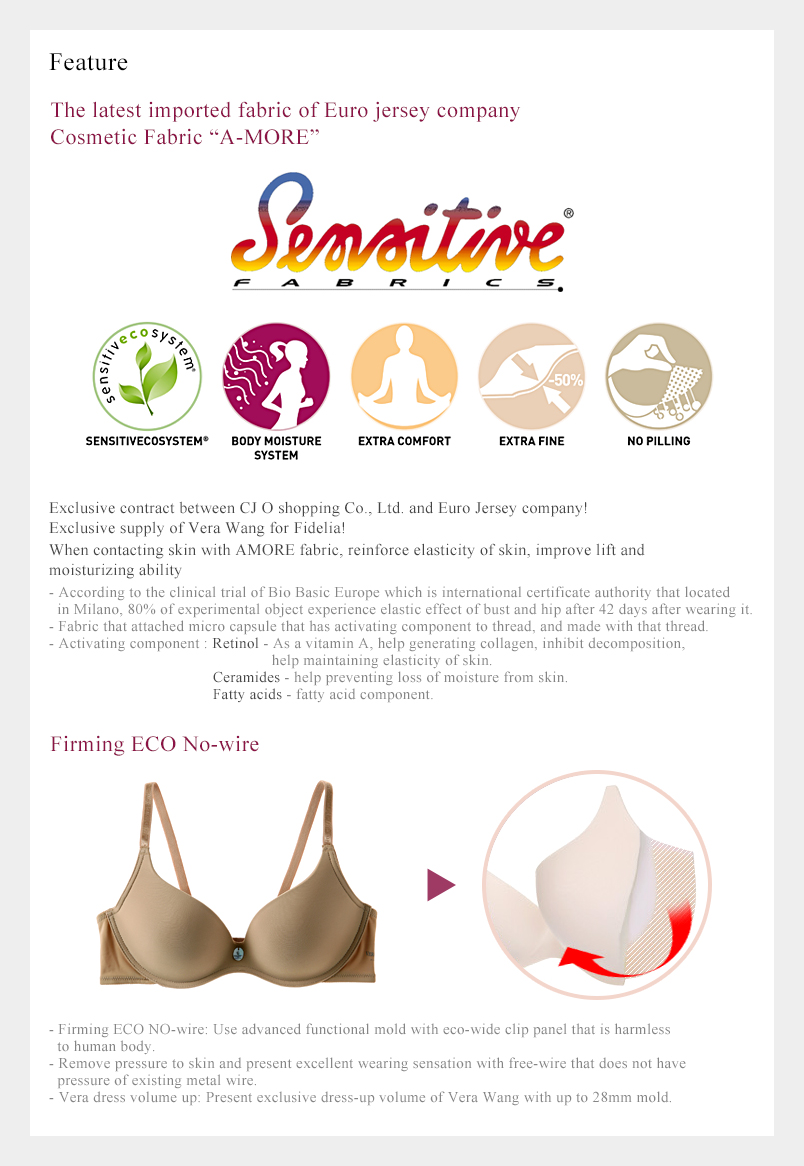 Feature
The latest imported fabric of Euro jersey company
Cosmetic Fabric “A-MORE”
Sensitive®
FABRICS.
sensitivecosystem®
-50%
SENSITIVECOSYSTEM®
BODY MOISTURE
SYSTEM
EXTRA COMFORT
EXTRA FINE
NO PILLING
Exclusive contract between CJ O shopping Co., Ltd. and Euro Jersey company!
Exclusive supply of Vera Wang for Fidelia!
When contacting skin with AMORE fabric, reinforce elasticity of skin, improve lift and
moisturizing ability
- According to the clinical trial of Bio Basic Europe which is international certificate authority that located
in Milano, 80% of experimental object experience elastic effect of bust and hip after 42 days after wearing it.
- Fabric that attached micro capsule that has activating component to thread, and made with that thread.
- Activating component : Retinol - As a vitamin A, help generating collagen, inhibit decomposition,
help maintaining elasticity of skin.
Ceramides - help preventing loss of moisture from skin.
Fatty acids - fatty acid component.
Firming ECO No-wire
- Firming ECO NO-wire: Use advanced functional mold with eco-wide clip panel that is harmless
to human body.
- Remove pressure to skin and present excellent wearing sensation with free-wire that does not have
pressure of existing metal wire.
- Vera dress volume up: Present exclusive dress-up volume of Vera Wang with up to 28mm mold.